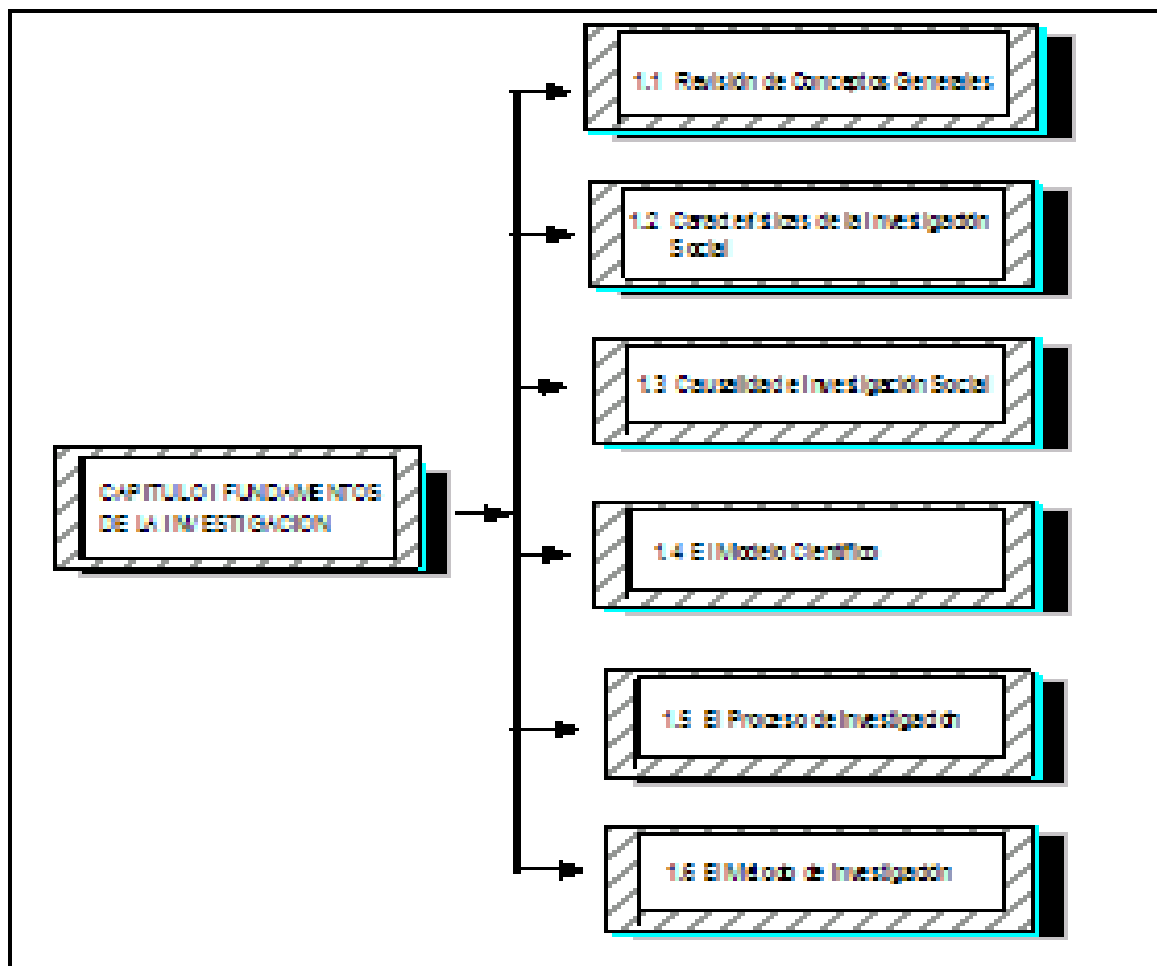 1.1 Revisión de Conceptos Generales
1.2 Características de la Investigación
Social
1.3 Causalidad e Investigación Social
CAPITULO I FUNDAMENTOS
DE LA INVESTIGACION
1.4 El Modelo Científico
1.5 El Proceso de Investigación
1.6 El Método de Investigación